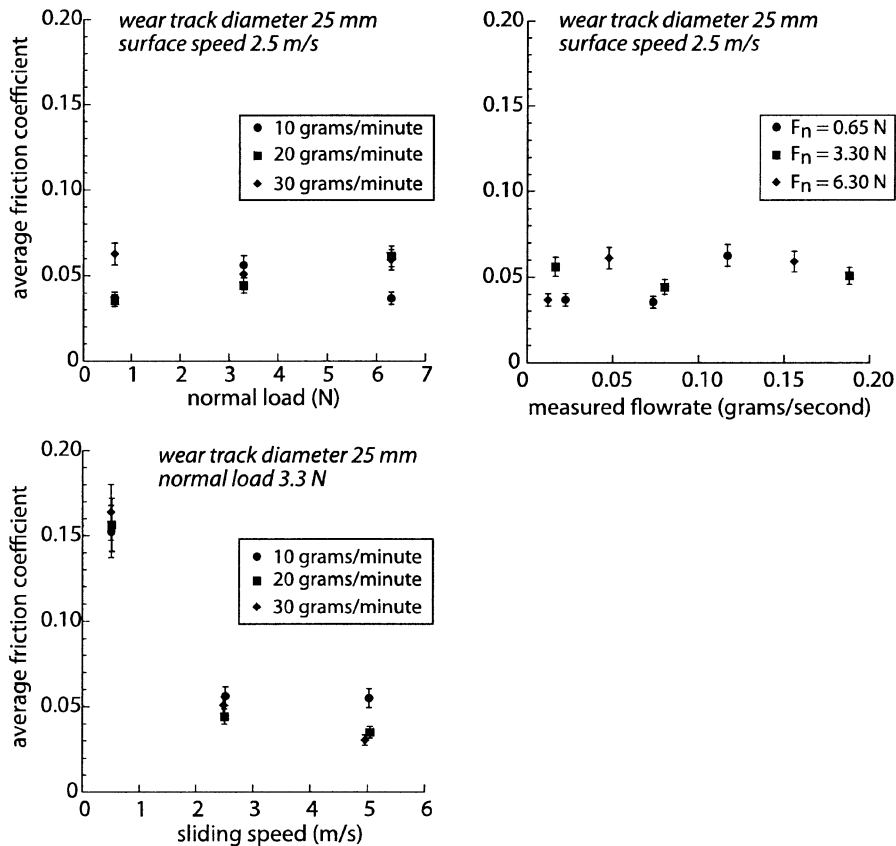 wear track diameter 25 mm
surface speed 2.5 m/s
average friction coefficient
0.20
0.15
0.10
0.05
0
10 grams/minute
20 grams/minute
30 grams/minute
0 1 2 3 4 5 6 7
normal load (N)
wear track diameter 25 mm
surface speed 2.5 m/s
0.20
0.15
0.10
0.05
0
Fn = 0.65 N
Fn = 3.30 N
Fn = 6.30 N
0 0.05 0.10 0.15 0.20
measured flowrate (grams/second)
wear track diameter 25 mm
normal load 3.3 N
average friction coefficient
0.20
0.15
0.10
0.05
0
10 grams/minute
20 grams/minute
30 grams/minute
0 1 2 3 4 5 6
sliding speed (m/s)